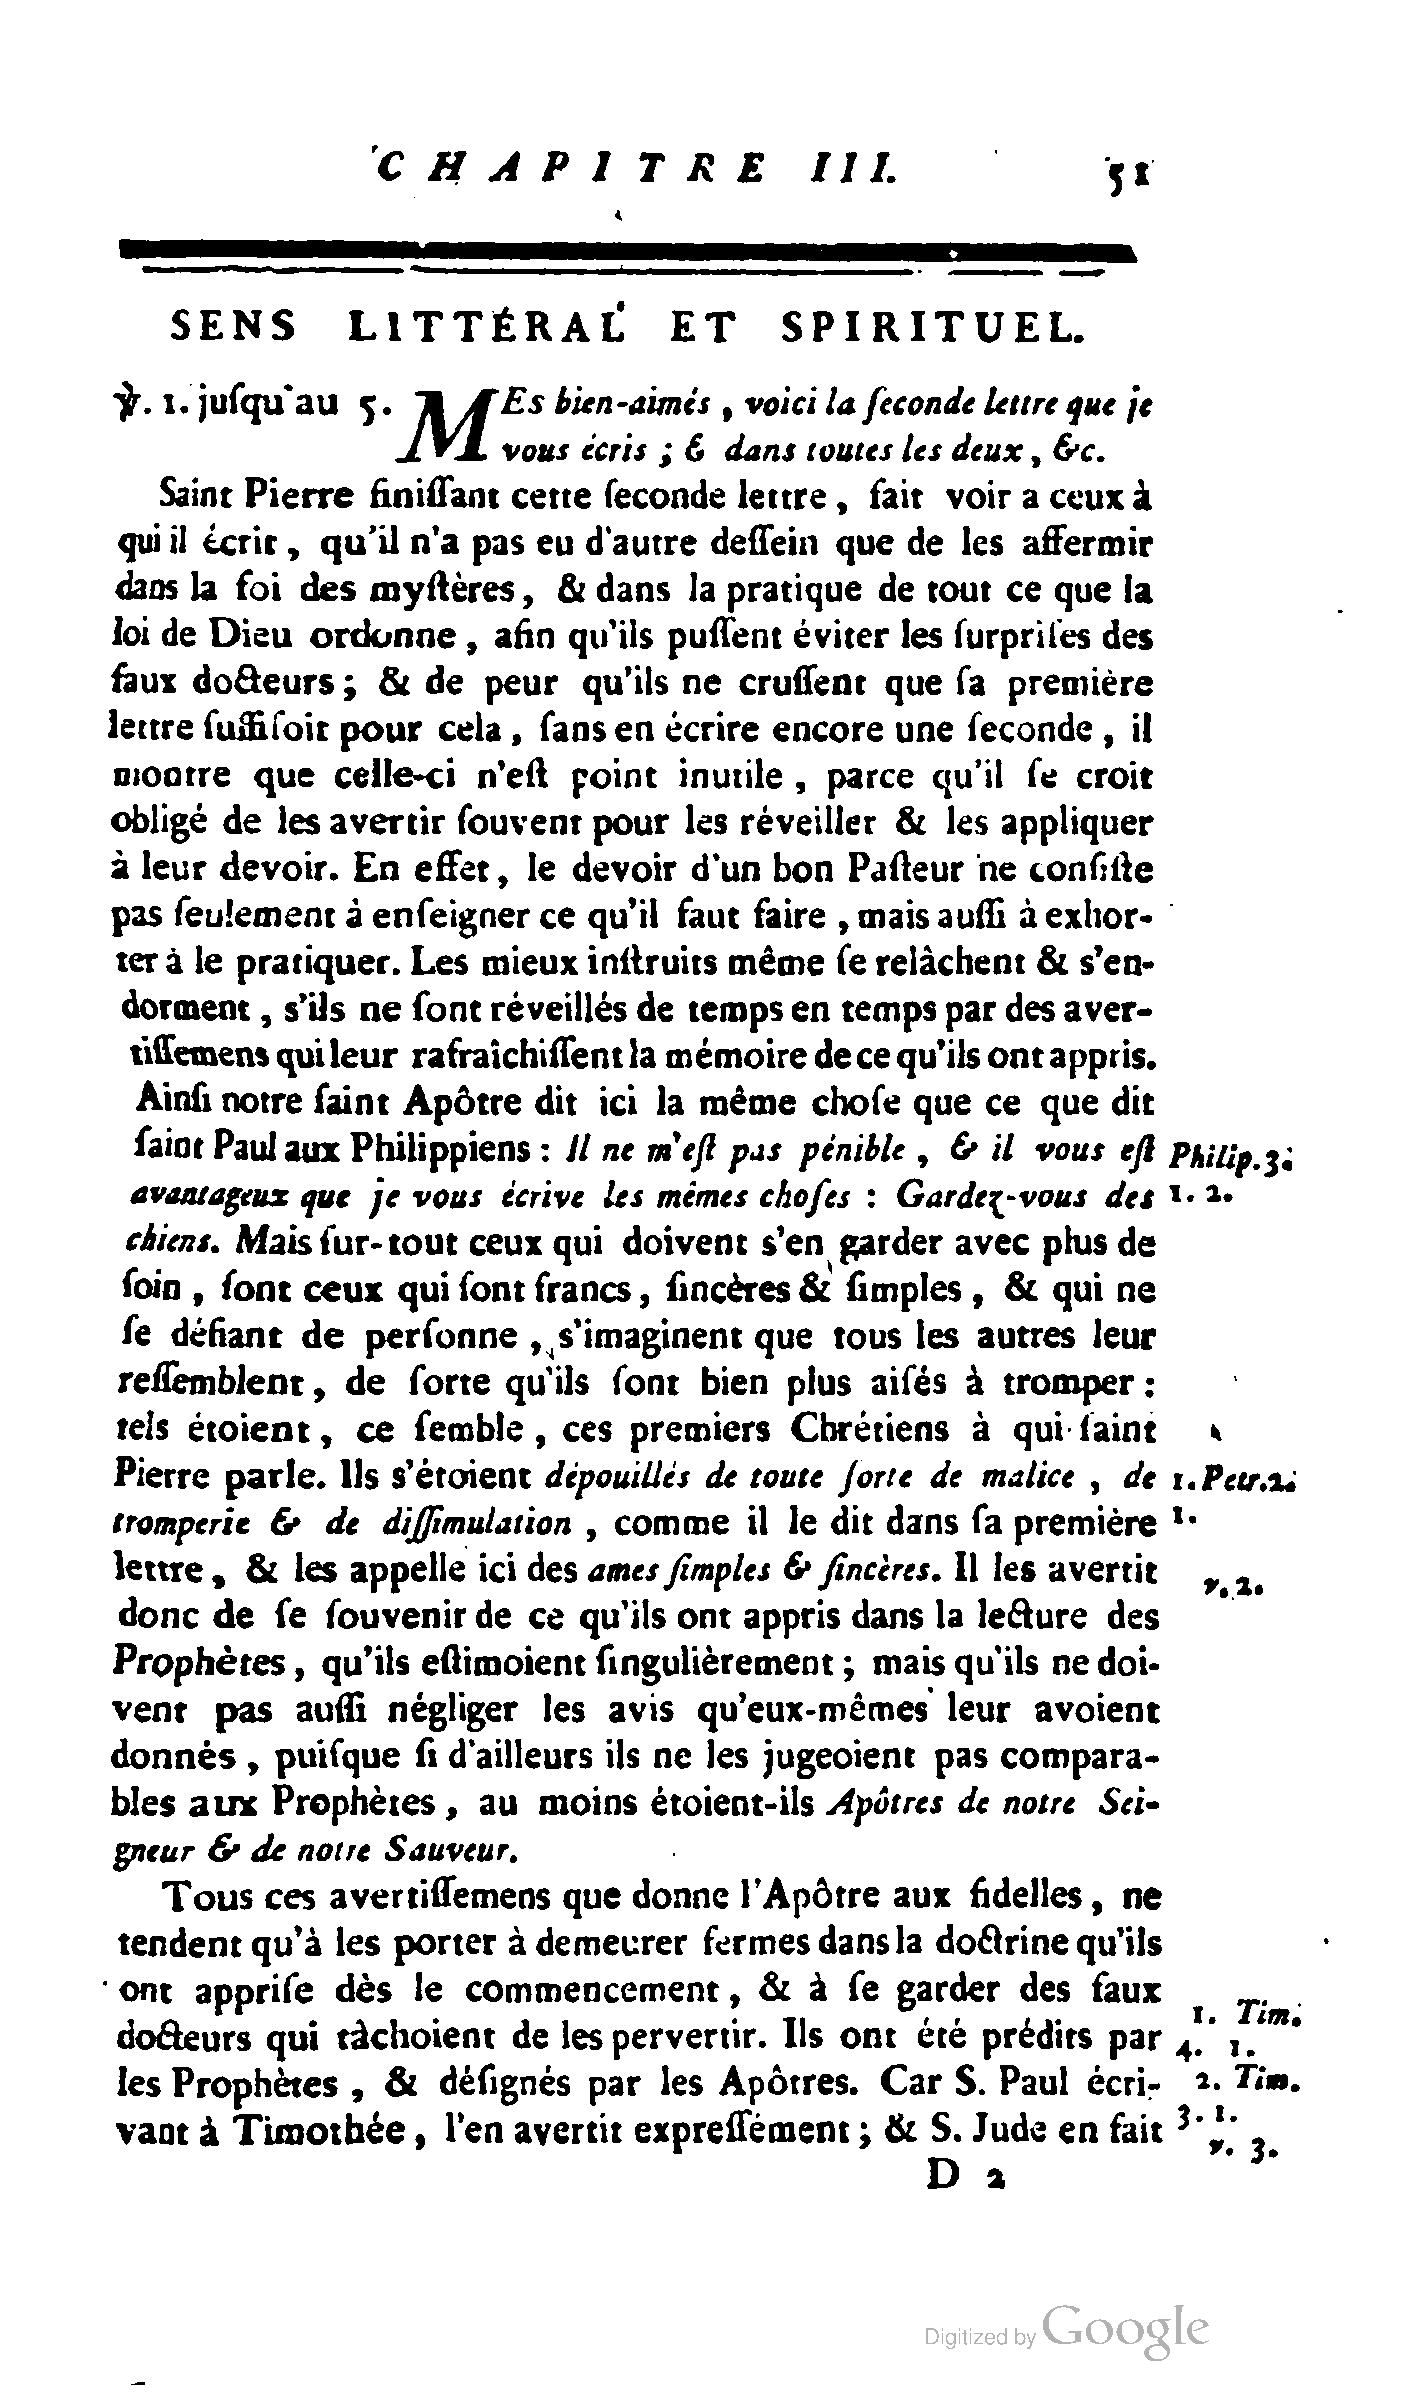 CHAPITRE III. 51
SENS LITTÉRAL ET SPIRITUEL.
℣. 1. juſqu'au 5. MEs bien-aimés, voici la ſeconde lettre que je
vous écris ; & dans toutes les deux, &c.
Saint Pierre finiſſant cette ſeconde lettre, fait voir a ceux à
qui il écrit, qu'il n'a pas eu d'autre deſſein que de les affermir
dans la foi des myſtères, & dans la pratique de tout ce que la
loi de Dieu ordonne, afin qu'ils puſſent éviter les ſurpriſes des
faux docteurs; & de peur qu'ils ne cruſſent que ſa première
lettre ſuffiſoit pour cela, ſans en écrire encore une ſeconde, il
montre que celle-ci n'eſt point inutile, parce qu'il ſe croit
obligé de les avertir ſouvent pour les réveiller & les appliquer
à leur devoir. En effet, le devoir d'un bon Paſteur ne conſiſte
pas ſeulement à enſeigner ce qu'il faut faire, mais auſſi à exhor-
ter à le pratiquer. Les mieux inſtruits même ſe relâchent & s'en-
dorment, s'ils ne ſont réveillés de temps en temps par des aver-
tiſſemens qui leur rafraîchiſſent la mémoire de ce qu'ils ont appris.
Ainſi notre ſaint Apôtre dit ici la même choſe que ce que dit
ſaint Paul aux Philippiens : Il ne m'eſt pas pénible, & il vous eſt Philip. 3.
avantageux que je vous écrive les mêmes choſes : Gardez-vous des 1. 2.
chiens. Mais ſur-tout ceux qui doivent s'en garder avec plus de
ſoin, ſont ceux qui ſont francs, ſincères & ſimples, & qui ne
ſe défiant de perſonne, s'imaginent que tous les autres leur
reſſemblent, de ſorte qu'ils ſont bien plus aiſés à tromper :
tels étoient, ce ſemble, ces premiers Chrétiens à qui ſaint
Pierre parle. Ils s'étoient dépouillés de toute ſorte de malice, de 1. Petr. 2.
tromperie & de diſſimulation, comme il le dit dans ſa première 1.
lettre, & les appelle ici des ames ſimples & ſincères. Il les avertit v. 2.
donc de ſe ſouvenir de ce qu'ils ont appris dans la lecture des
Prophètes, qu'ils eſtimoient ſingulièrement ; mais qu'ils ne doi-
vent pas auſſi négliger les avis qu'eux-mêmes leur avoient
donnés, puiſque ſi d'ailleurs ils ne les jugeoient pas compara-
bles aux Prophètes, au moins étoient-ils Apôtres de notre Sei-
gneur & de notre Sauveur.
Tous ces avertiſſemens que donne l'Apôtre aux fidelles, ne
tendent qu'à les porter à demeurer fermes dans la doctrine qu'ils
ont appriſe dès le commencement, & à ſe garder des faux
docteurs qui tâchoient de les pervertir. Ils ont été prédits par 1. Tim.
4. 1.
les Prophètes, & déſignés par les Apôtres. Car S. Paul écri- 2. Tim.
vant à Timothée, l'en avertit expreſſément ; & S. Jude en fait 3. 1.
v. 3.
D 2
Digitized by Google